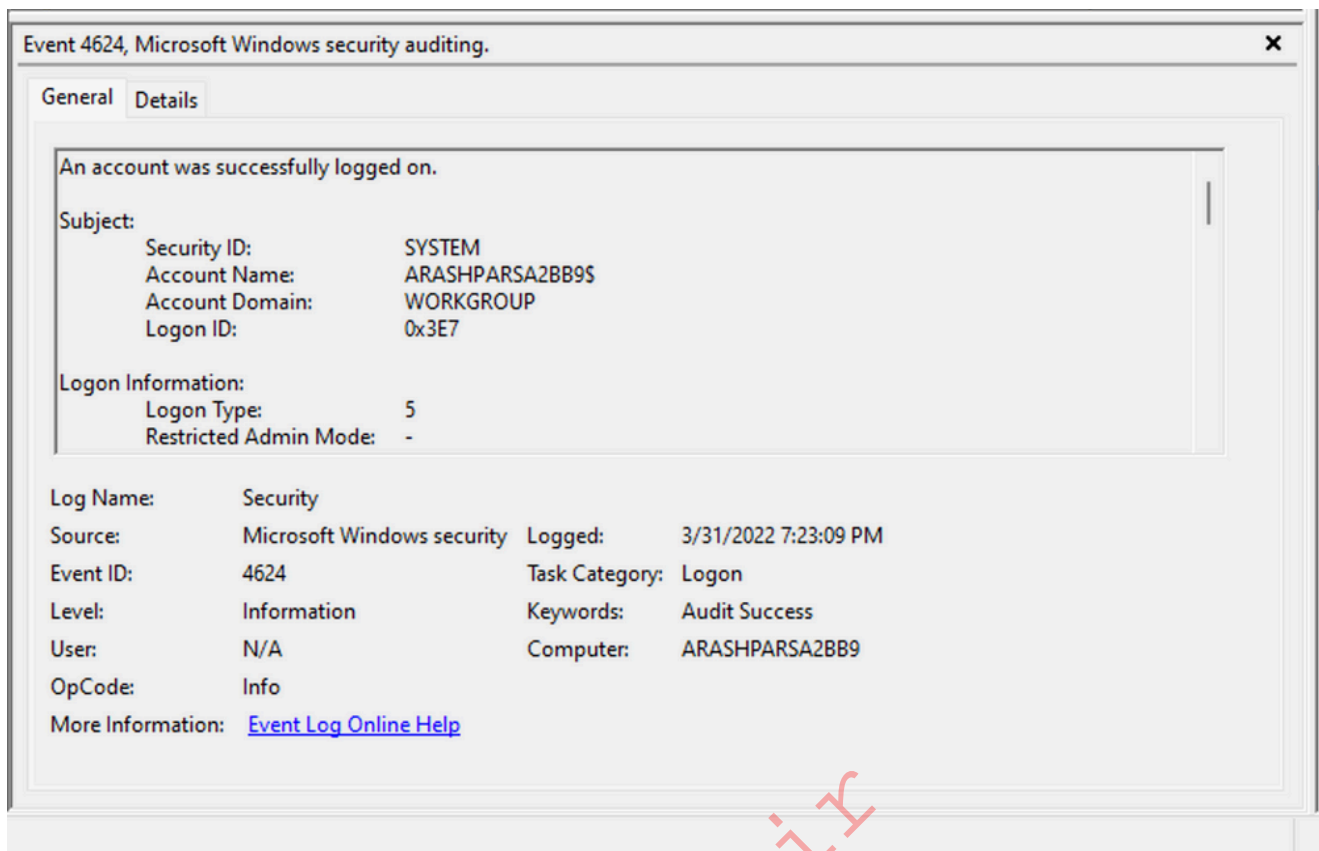 Event 4624, Microsoft Windows security auditing.
General Details
An account was successfully logged on.
Subject:
Security ID: SYSTEM
Account Name: ARASHPARSA2BB9$
Account Domain: WORKGROUP
Logon ID: 0x3E7
Logon Information:
Logon Type: 5
Restricted Admin Mode: -
Log Name: Security
Source: Microsoft Windows security Logged: 3/31/2022 7:23:09 PM
Event ID: 4624 Task Category: Logon
Level: Information Keywords: Audit Success
User: N/A Computer: ARASHPARSA2BB9
OpCode: Info
More Information: Event Log Online Help
ir